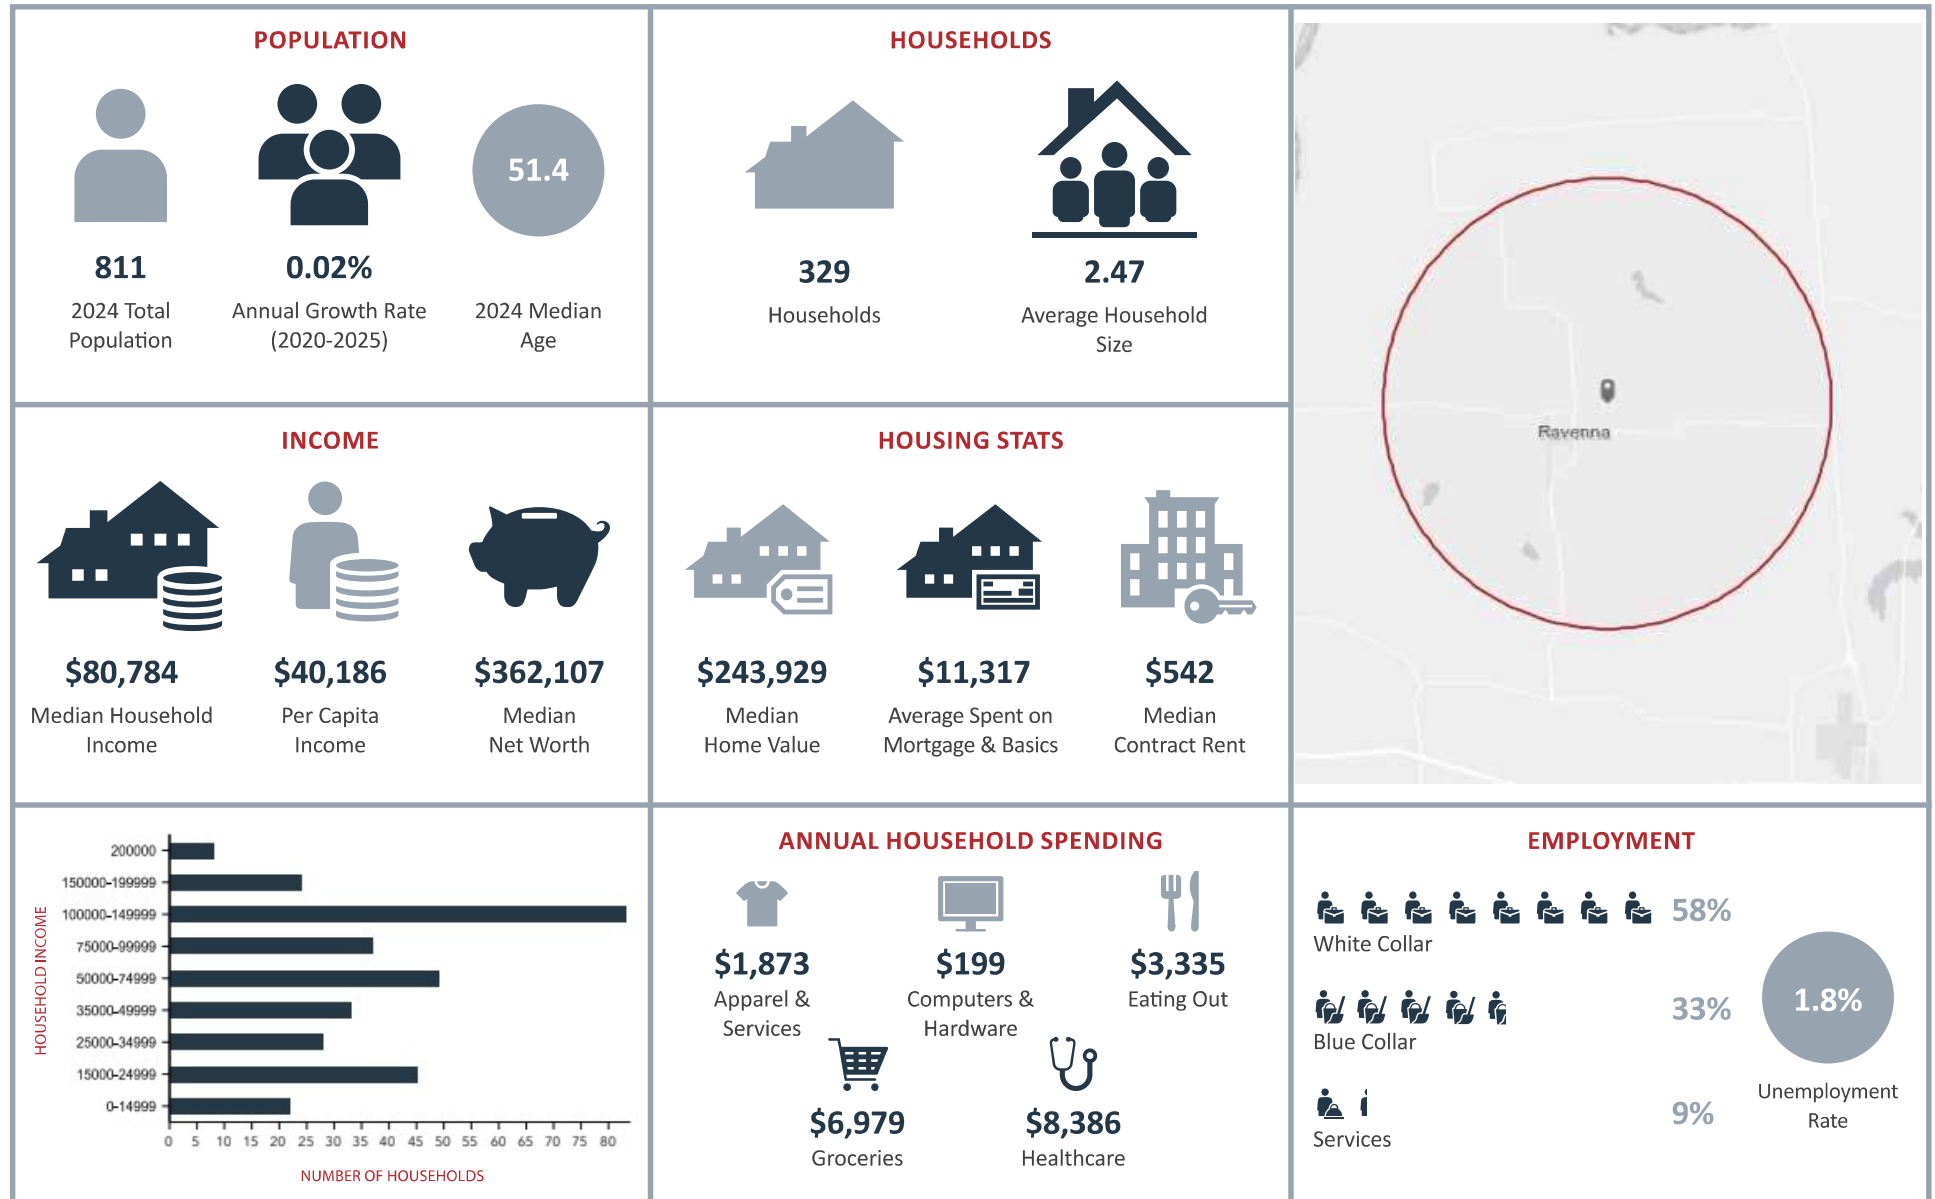 POPULATION
51.4
811
2024 Total
Population
0.02%
Annual Growth Rate
(2020-2025)
2024 Median
Age
HOUSEHOLDS
329
Households
2.47
Average Household
Size
Ravenna
INCOME
$80,784
Median Household
Income
$40,186
Per Capita
Income
$362,107
Median
Net Worth
HOUSING STATS
$243,929
Median
Home Value
$11,317
Average Spent on
Mortgage & Basics
$542
Median
Contract Rent
HOUSEHOLD INCOME
200000
150000-199999
100000-149999
75000-99999
50000-74999
35000-49999
25000-34999
15000-24999
0-14999
0 5 10 15 20 25 30 35 40 45 50 55 60 65 70 75 80
NUMBER OF HOUSEHOLDS
ANNUAL HOUSEHOLD SPENDING
$1,873
Apparel &
Services
$199
Computers &
Hardware
$3,335
Eating Out
$6,979
Groceries
$8,386
Healthcare
EMPLOYMENT
58%
White Collar
33%
Blue Collar
9%
Services
1.8%
Unemployment
Rate